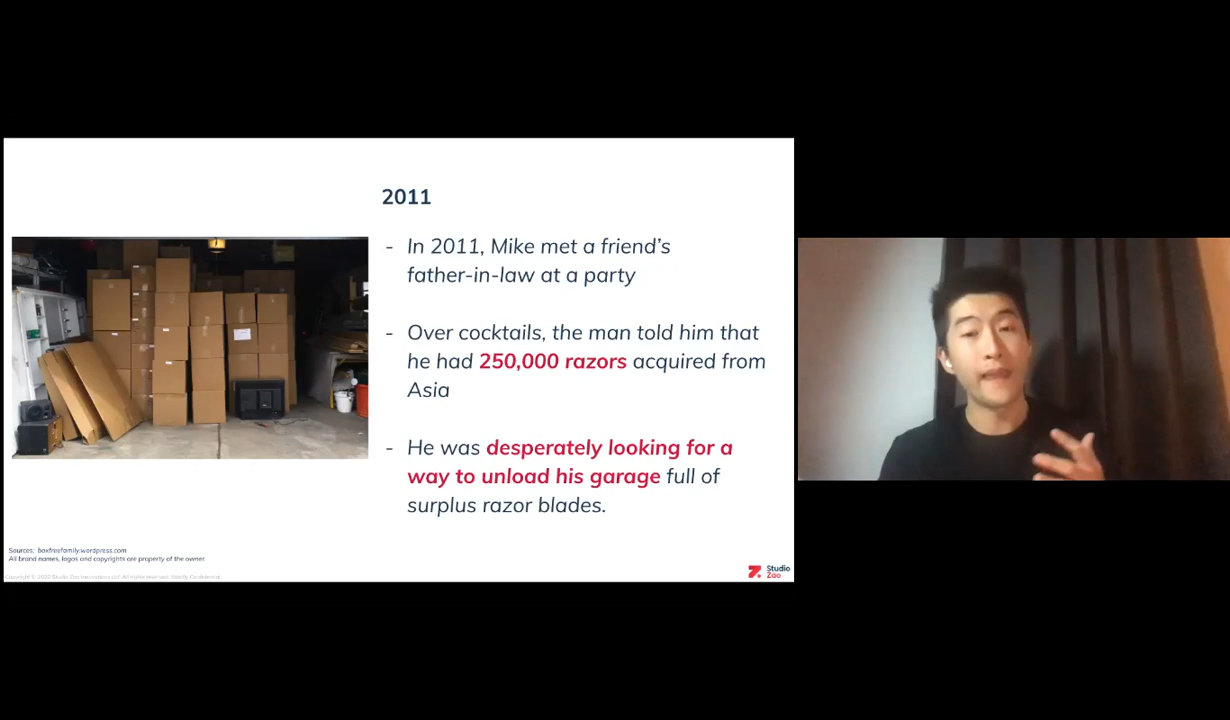 2011
- In 2011, Mike met a friend's
father-in-law at a party
- Over cocktails, the man told him that
he had 250,000 razors acquired from
Asia
- He was desperately looking for a
way to unload his garage full of
surplus razor blades.
Sources, boxfreefamily.wordpress.com
All brand names, logos and copyrights are property of the owner.
Studio
Zao